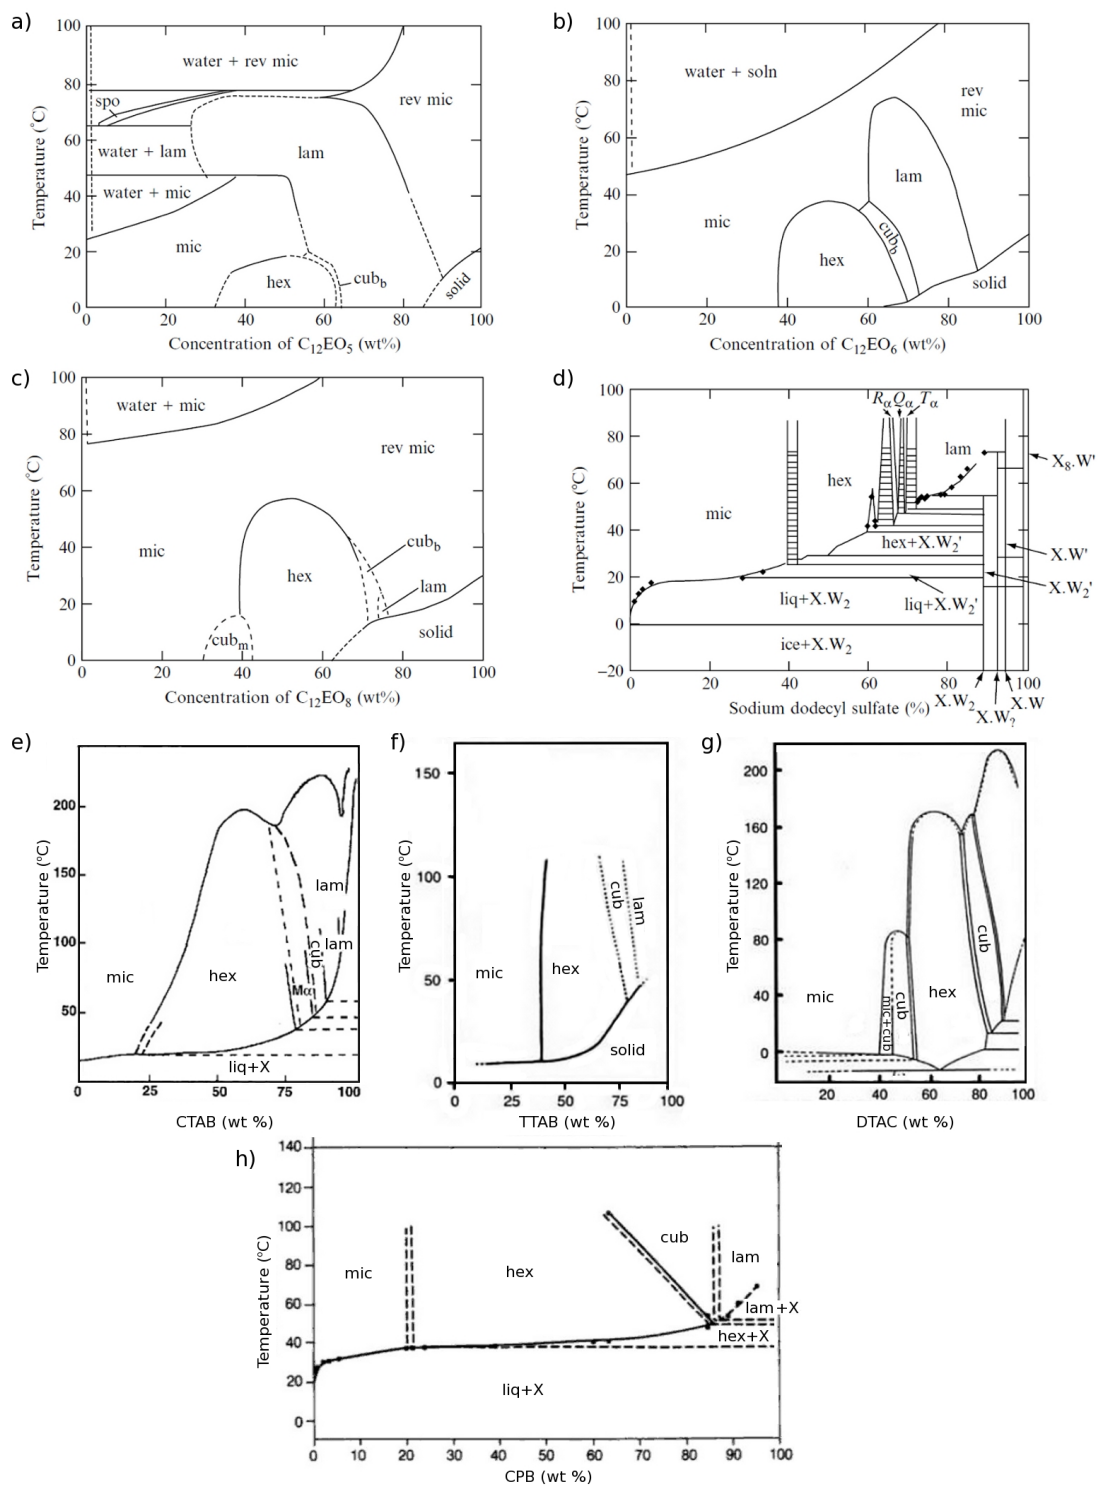 a)
100
80
60
40
20
0
Temperature (°C)
water + rev mic
spo
rev mic
water + lam
lam
water + mic
mic
hex
cub_b
solid
0 20 40 60 80 100
Concentration of C₁₂EO₅ (wt%)
b)
100
80
60
40
20
0
Temperature (°C)
water + soln
rev
mic
lam
mic
cub_b
hex
solid
0 20 40 60 80 100
Concentration of C₁₂EO₆ (wt%)
c)
100
80
60
40
20
0
Temperature (°C)
water + mic
rev mic
mic
hex
cub_b
lam
cub_m
solid
0 20 40 60 80 100
Concentration of C₁₂EO₈ (wt%)
d)
100
80
60
40
20
0
−20
Temperature (°C)
Rα Qα Tα
lam
hex
mic
X₈.W'
X.W'
hex+X.W₂'
X.W₂'
liq+X.W₂
liq+X.W₂'
ice+X.W₂
0 20 40 60 80 100
Sodium dodecyl sulfate (%)
X.W₂
X.W?
X.W
e)
200
150
100
50
Temperature (°C)
lam
lam
cub
mic
hex
Mα
liq+X
0 25 50 75 100
CTAB (wt %)
f)
150
100
50
0
Temperature (°C)
cub
lam
mic
hex
solid
0 25 50 75 100
TTAB (wt %)
g)
200
160
120
80
40
0
Temperature (°C)
cub
mic
mic+cub
cub
hex
20 40 60 80 100
DTAC (wt %)
h)
140
120
100
80
60
40
20
0
Temperature (°C)
cub
lam
mic
hex
lam+X
hex+X
liq+X
0 10 20 30 40 50 60 70 80 90 100
CPB (wt %)